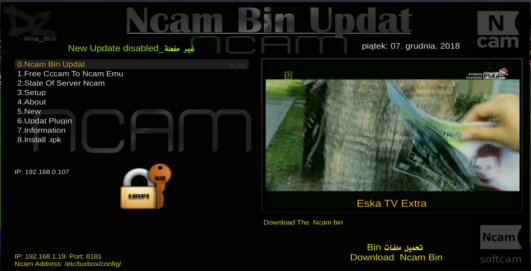 Ncam Bin Updat
New Update disabled_غير مفعلة
piątek: 07. grudnia. 2018
N
cam
0.Ncam Bin Updat
1.Free Cccam To Ncam Emu
2.State Of Server Ncam
3.Setup
4.About
5.New
6.Updat Plugin
7.Information
8.Install .ipk
NCAM
IP: 192.168.0.107
Eska TV Extra
Download The Ncam bin
تحميل ملفات Bin
Download Ncam Bin
IP: 192.168.1.19 Port: 8181
Ncam Address: /etc/tuxbox/config/
Ncam
softcam